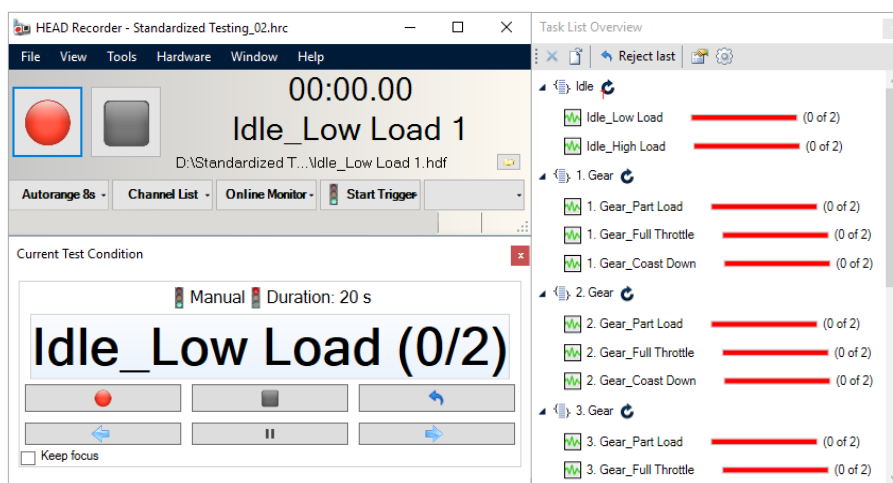 HEAD Recorder - Standardized Testing_02.hrc
File View Tools Hardware Window Help
00:00.00
Idle_Low Load 1
D:\Standardized T...\Idle_Low Load 1.hdf
Autorange 8s Channel List Online Monitor Start Trigger
Current Test Condition
x
Manual Duration: 20 s
Idle_Low Load (0/2)
Keep focus
Task List Overview
Reject last
Idle
Idle_Low Load (0 of 2)
Idle_High Load (0 of 2)
1. Gear
1. Gear_Part Load (0 of 2)
1. Gear_Full Throttle (0 of 2)
1. Gear_Coast Down (0 of 2)
2. Gear
2. Gear_Part Load (0 of 2)
2. Gear_Full Throttle (0 of 2)
2. Gear_Coast Down (0 of 2)
3. Gear
3. Gear_Part Load (0 of 2)
3. Gear_Full Throttle (0 of 2)